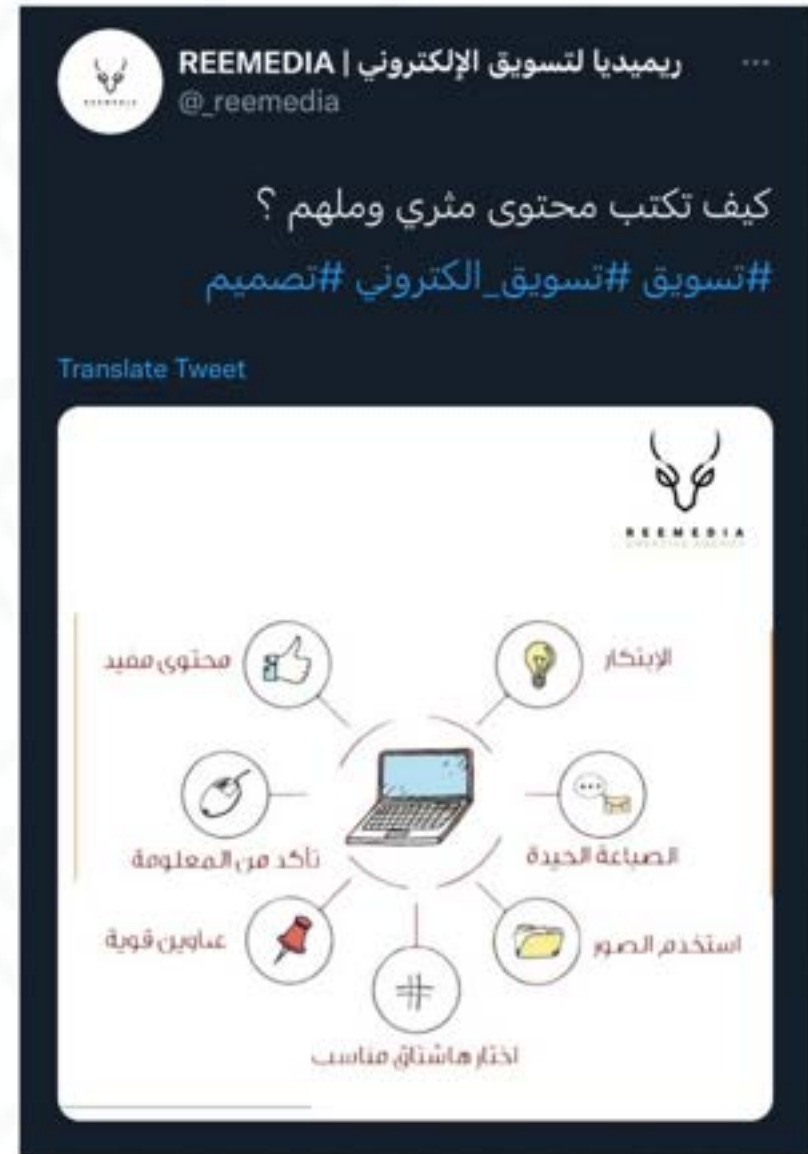 ريميديا لتسويق الإلكتروني | REEMEDIA
@_reemedia
كيف تكتب محتوى مثري وملهم ؟
#تسويق #تسويق_الكتروني #تصميم
Translate Tweet
REEMEDIA
الإبتكار
محتوى مفيد
الصياغة الجيدة
تأكد من المعلومة
استخدم الصور
عناوين قوية
اختار هاشتاق مناسب